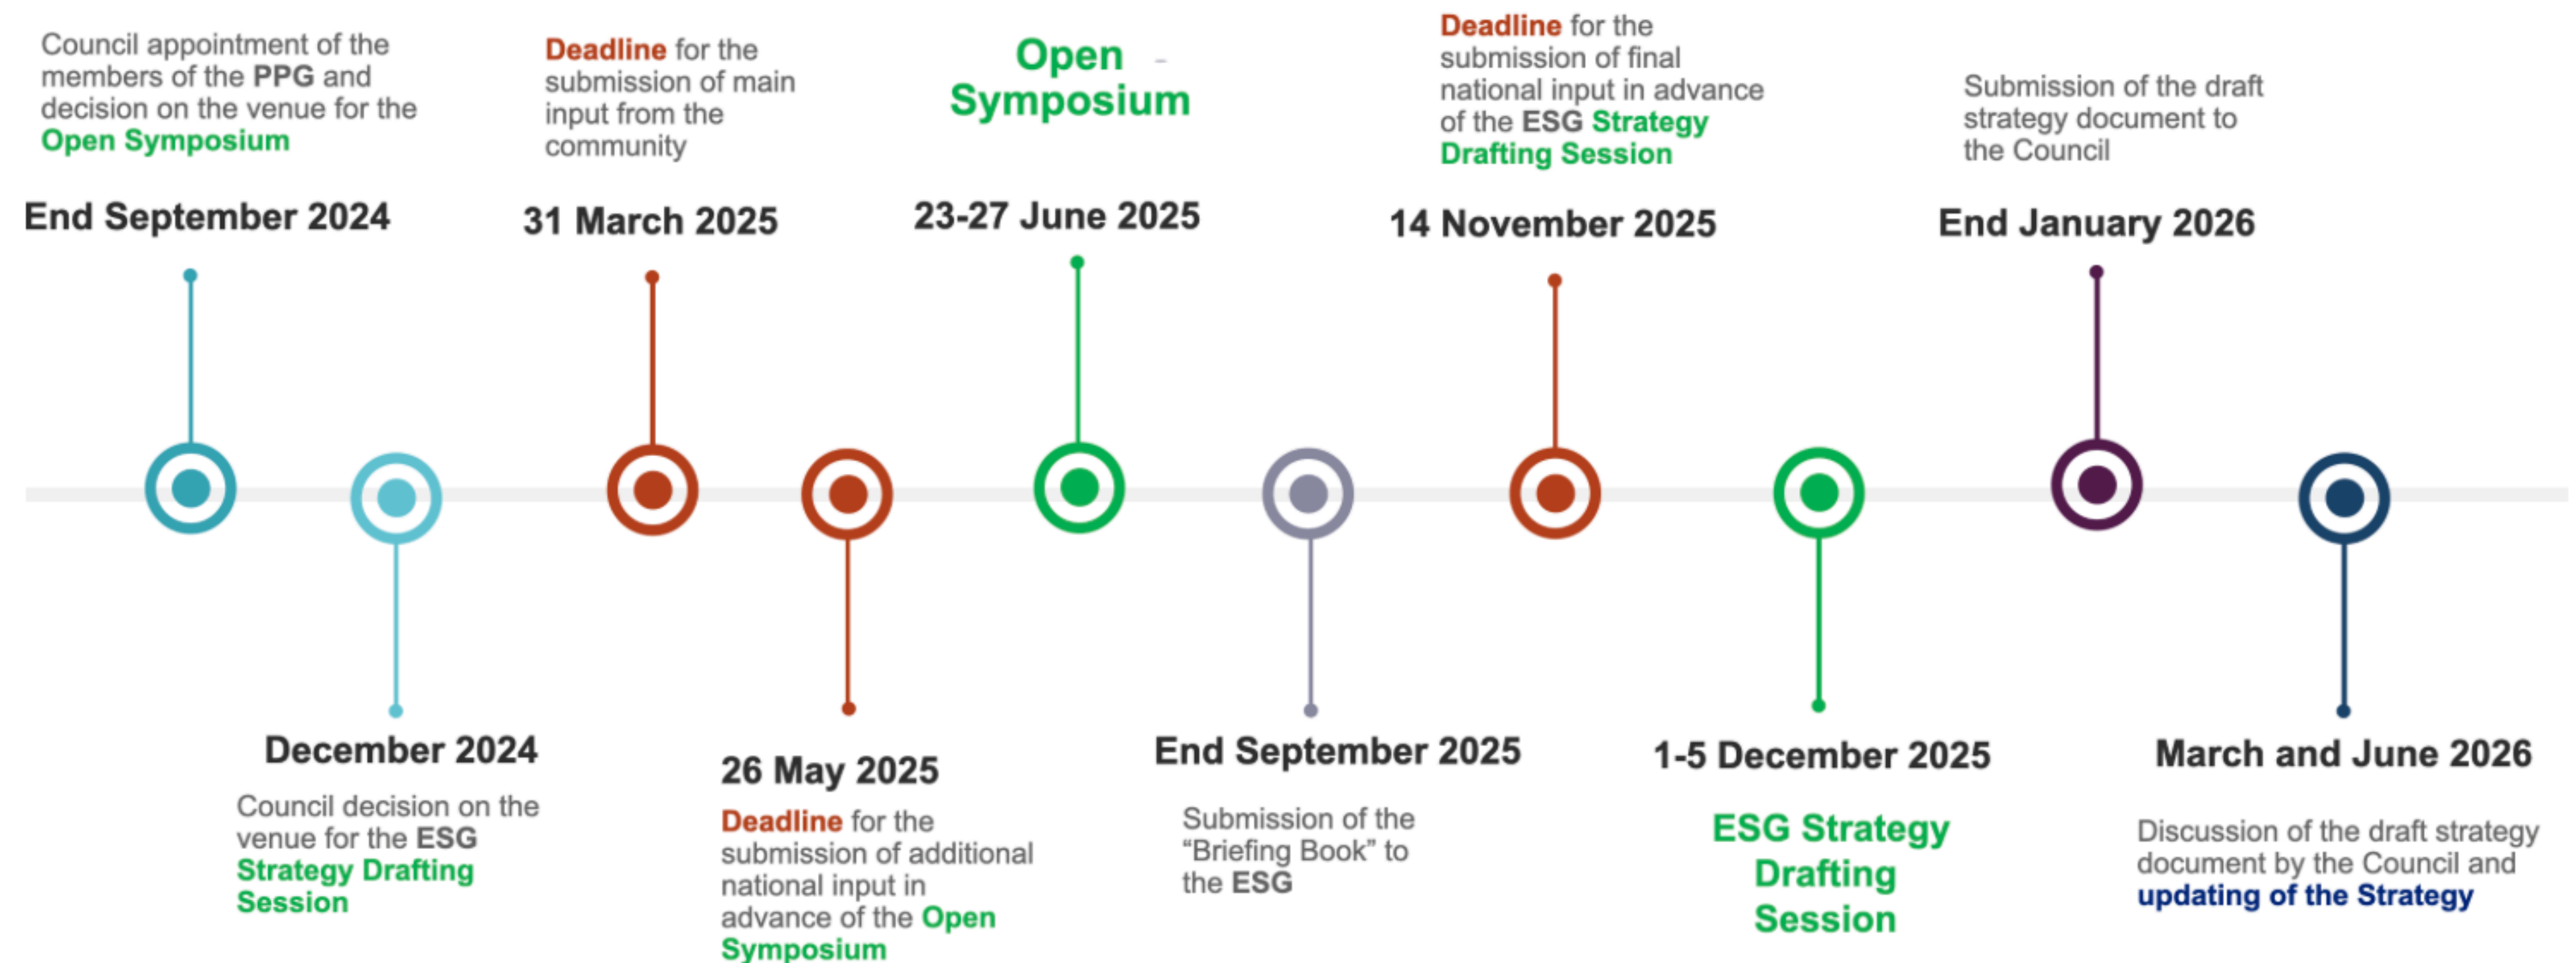 Council appointment of the
members of the PPG and
decision on the venue for the
Open Symposium
End September 2024
Deadline for the
submission of main
input from the
community
31 March 2025
Open
Symposium
23-27 June 2025
Deadline for the
submission of final
national input in advance
of the ESG Strategy
Drafting Session
14 November 2025
Submission of the draft
strategy document to
the Council
End January 2026
December 2024
Council decision on the
venue for the ESG
Strategy Drafting
Session
26 May 2025
Deadline for the
submission of additional
national input in
advance of the Open
Symposium
End September 2025
Submission of the
“Briefing Book” to
the ESG
1-5 December 2025
ESG Strategy
Drafting
Session
March and June 2026
Discussion of the draft strategy
document by the Council and
updating of the Strategy